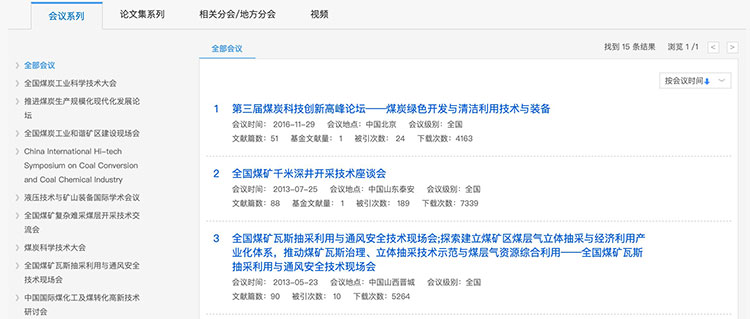 会议系列
论文集系列
相关分会/地方分会
视频
全部会议
全国煤炭工业科学技术大会
推进煤炭生产规模化现代化发展论
坛
全国煤炭工业和谐矿区建设现场会
China International Hi-tech
Symposium on Coal Conversion
and Coal Chemical Industry
液压技术与矿山装备国际学术会议
全国煤矿复杂难采煤层开采技术交
流会
煤炭科学技术大会
全国煤矿瓦斯抽采利用与通风安全
技术现场会
中国国际煤化工及煤转化高新技术
研讨会
全部会议
找到 15 条结果 浏览 1 /1 < >
按会议时间
1 第三届煤炭科技创新高峰论坛——煤炭绿色开发与清洁利用技术与装备
会议时间： 2016-11-29 会议地点：中国北京 会议级别：全国
文献篇数：51 基金文献量：1 被引次数： 24 下载次数：4163
2 全国煤矿千米深井开采技术座谈会
会议时间：2013-07-25 会议地点：中国山东泰安 会议级别：全国
文献篇数：88 基金文献量：1 被引次数： 189 下载次数：7339
3 全国煤矿瓦斯抽采利用与通风安全技术现场会;探索建立煤矿区煤层气立体抽采与经济利用产
业化体系，推动煤矿瓦斯治理、立体抽采技术示范与煤层气资源综合利用——全国煤矿瓦斯
抽采利用与通风安全技术现场会
会议时间：2013-05-23 会议地点：中国山西晋城 会议级别：全国
文献篇数：90 被引次数： 10 下载次数：5264